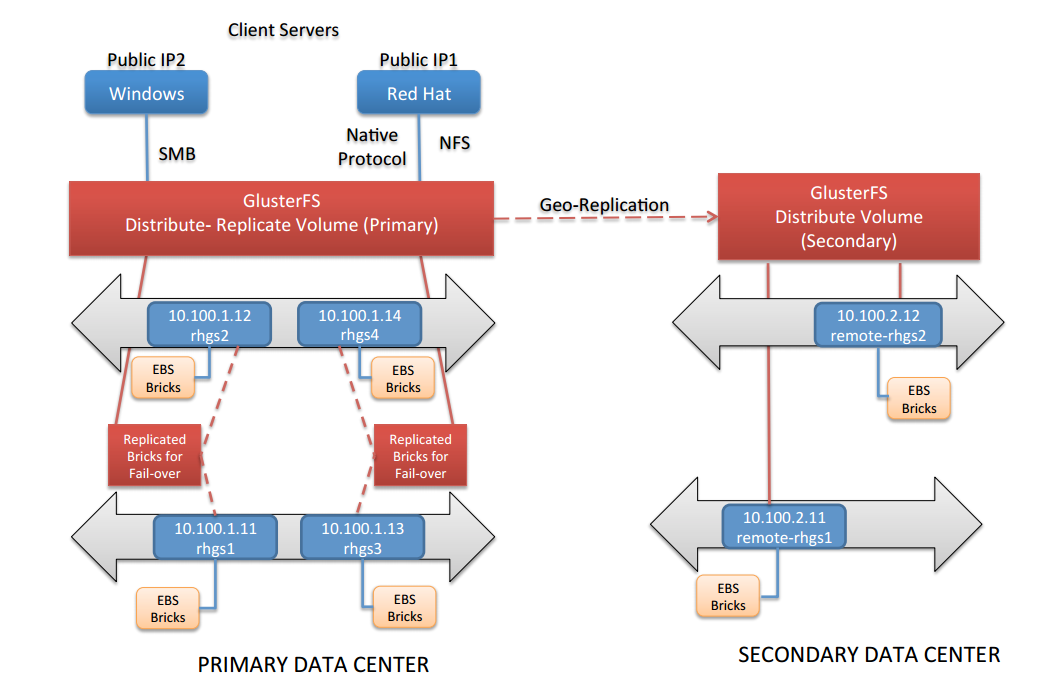 Client Servers
Public IP2
Public IP1
Windows
Red Hat
SMB
Native
Protocol
NFS
GlusterFS
Distribute- Replicate Volume (Primary)
Geo-Replication
GlusterFS
Distribute Volume
(Secondary)
10.100.1.12
rhgs2
10.100.1.14
rhgs4
10.100.2.12
remote-rhgs2
EBS
Bricks
EBS
Bricks
EBS
Bricks
Replicated
Bricks for
Fail-over
Replicated
Bricks for
Fail-over
10.100.1.11
rhgs1
10.100.1.13
rhgs3
10.100.2.11
remote-rhgs1
EBS
Bricks
EBS
Bricks
EBS
Bricks
PRIMARY DATA CENTER
SECONDARY DATA CENTER